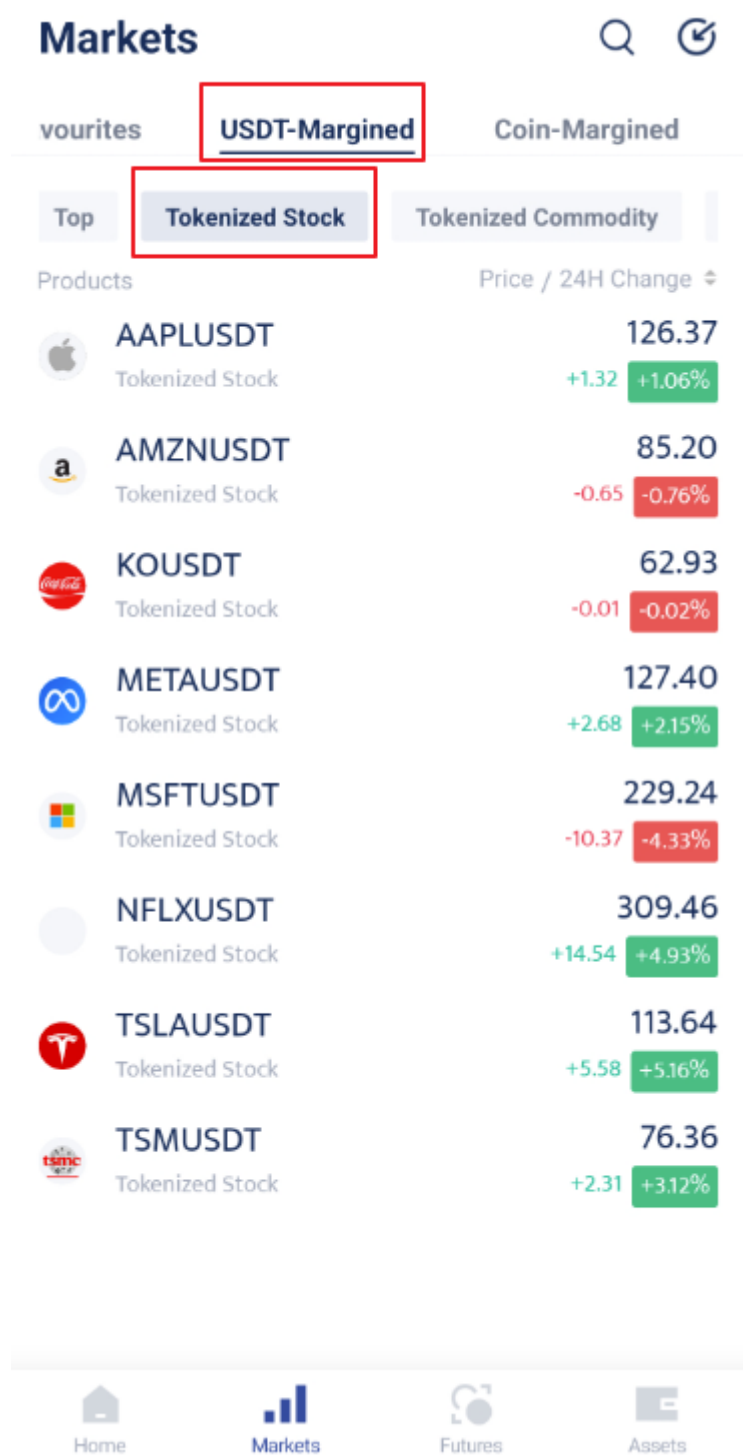 Markets
vourites USDT-Margined Coin-Margined
Top Tokenized Stock Tokenized Commodity
Products Price / 24H Change
AAPLUSDT 126.37
Tokenized Stock +1.32 +1.06%
a AMZNUSDT 85.20
Tokenized Stock -0.65 -0.76%
Coca-Cola KOUSDT 62.93
Tokenized Stock -0.01 -0.02%
METAUSDT 127.40
Tokenized Stock +2.68 +2.15%
MSFTUSDT 229.24
Tokenized Stock -10.37 -4.33%
NFLXUSDT 309.46
Tokenized Stock +14.54 +4.93%
TSLAUSDT 113.64
Tokenized Stock +5.58 +5.16%
tsmc TSMUSDT 76.36
Tokenized Stock +2.31 +3.12%
Home Markets Futures Assets